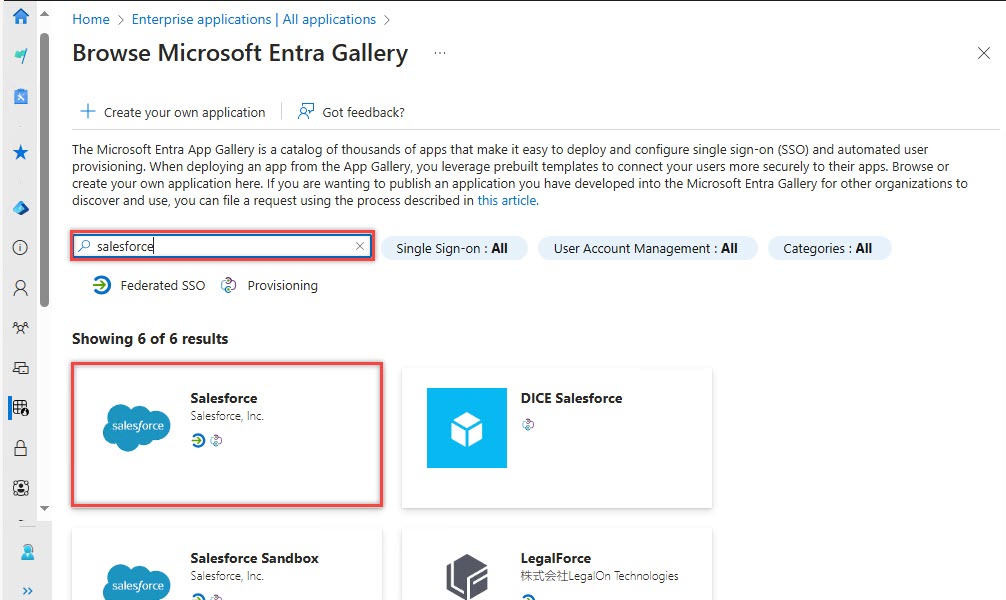 Home > Enterprise applications | All applications >
Browse Microsoft Entra Gallery ...
Create your own application
Got feedback?
The Microsoft Entra App Gallery is a catalog of thousands of apps that make it easy to deploy and configure single sign-on (SSO) and automated user
provisioning. When deploying an app from the App Gallery, you leverage prebuilt templates to connect your users more securely to their apps. Browse or
create your own application here. If you are wanting to publish an application you have developed into the Microsoft Entra Gallery for other organizations to
discover and use, you can file a request using the process described in this article.
salesforce
Single Sign-on : All
User Account Management : All
Categories : All
Federated SSO
Provisioning
Showing 6 of 6 results
salesforce
Salesforce
Salesforce, Inc.
DICE Salesforce
salesforce
Salesforce Sandbox
Salesforce, Inc.
LegalForce
株式会社LegalOn Technologies